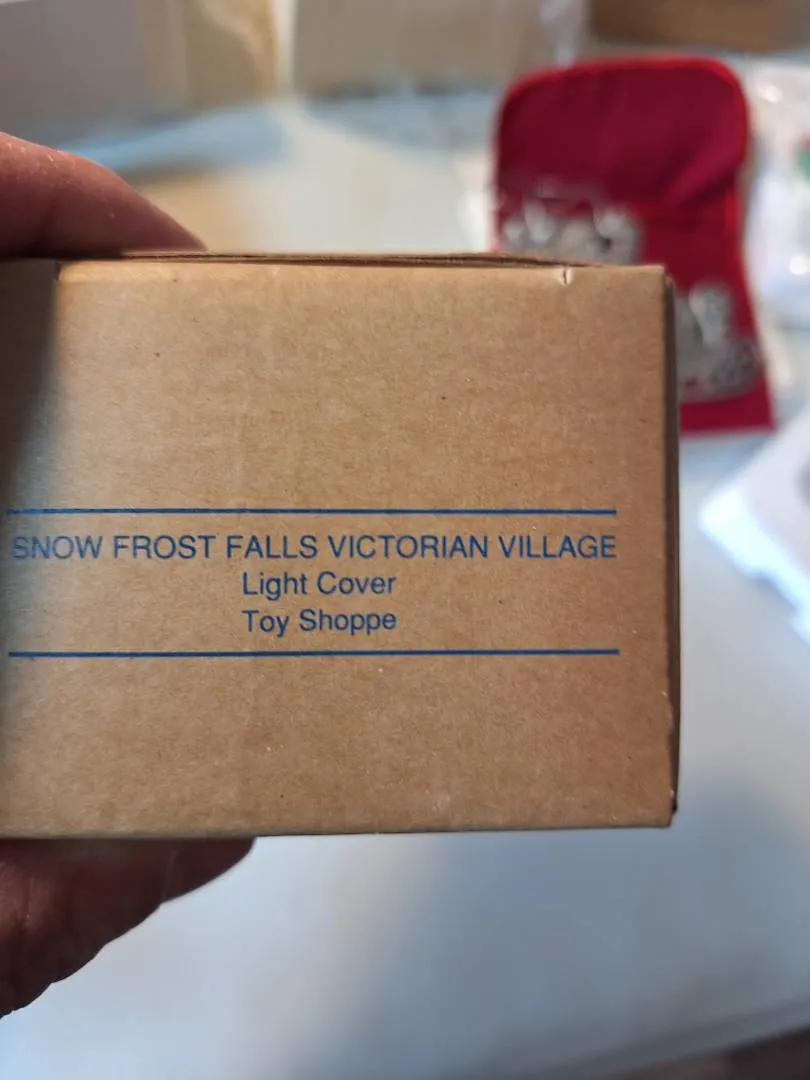 SNOW FROST FALLS VICTORIAN VILLAGE
Light Cover
Toy Shoppe